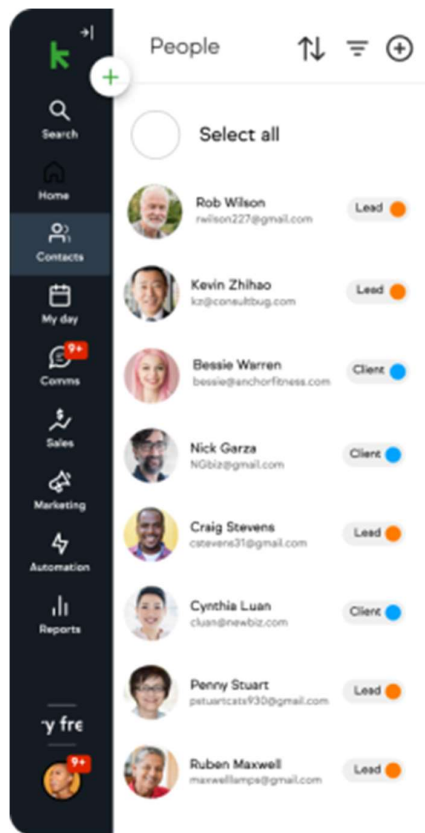 People
Select all
Search
Home
Contacts
My day
9+
Comms
Sales
Marketing
Automation
Reports
y fre
9+
Rob Wilson
Lead
rwilson227@gmail.com
Kevin Zhihao
Lead
kz@consultbug.com
Bessie Warren
Client
bessie@anchorfitness.com
Nick Garza
Client
NGbiz@gmail.com
Craig Stevens
Lead
cstevens31@gmail.com
Cynthia Luan
Client
cluan@newbiz.com
Penny Stuart
Lead
pstuartcats930@gmail.com
Ruben Maxwell
Lead
maxwelllamps@gmail.com